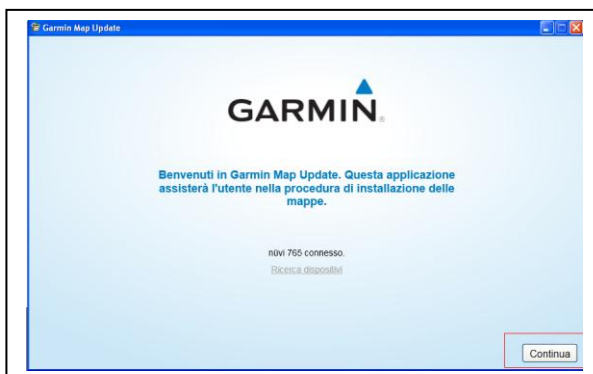 Garmin Map Update
GARMIN®
Benvenuti in Garmin Map Update. Questa applicazione
assisterà l'utente nella procedura di installazione delle
mappe.
nüvi 765 connesso.
Ricerca dispositivi
Continua